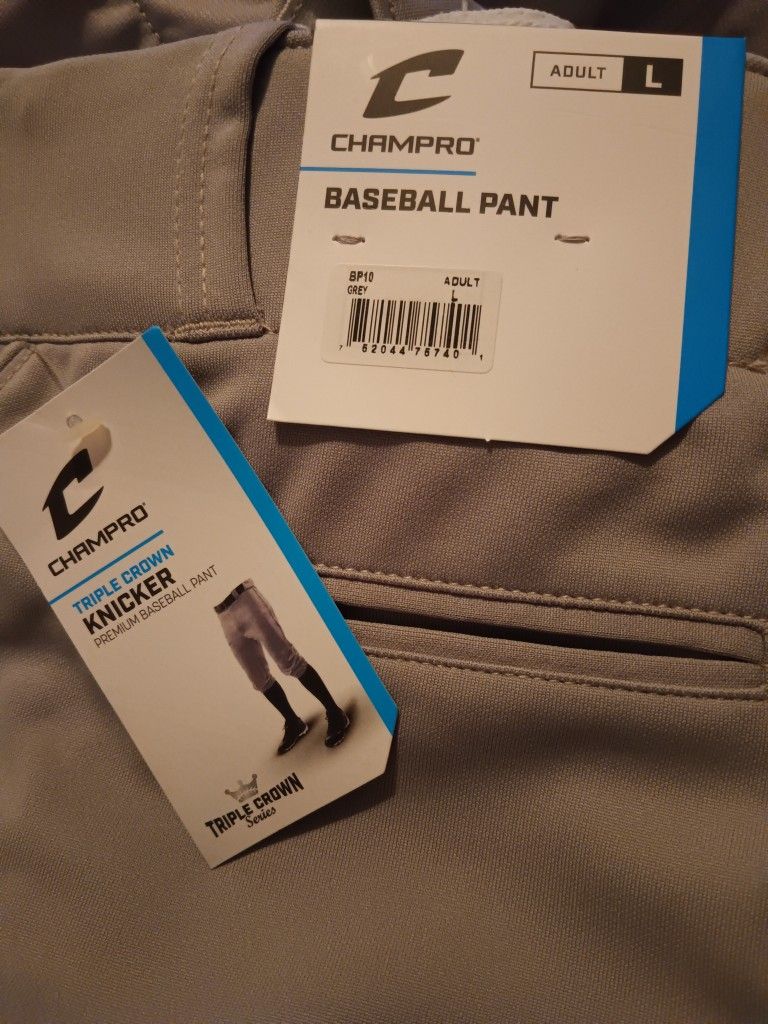 CHAMPRO®
ADULT L
BASEBALL PANT
BP10 ADULT
GREY L
7 52044 75740 1
CHAMPRO®
TRIPLE CROWN
KNICKER
PREMIUM BASEBALL PANT
TRIPLE CROWN
Series